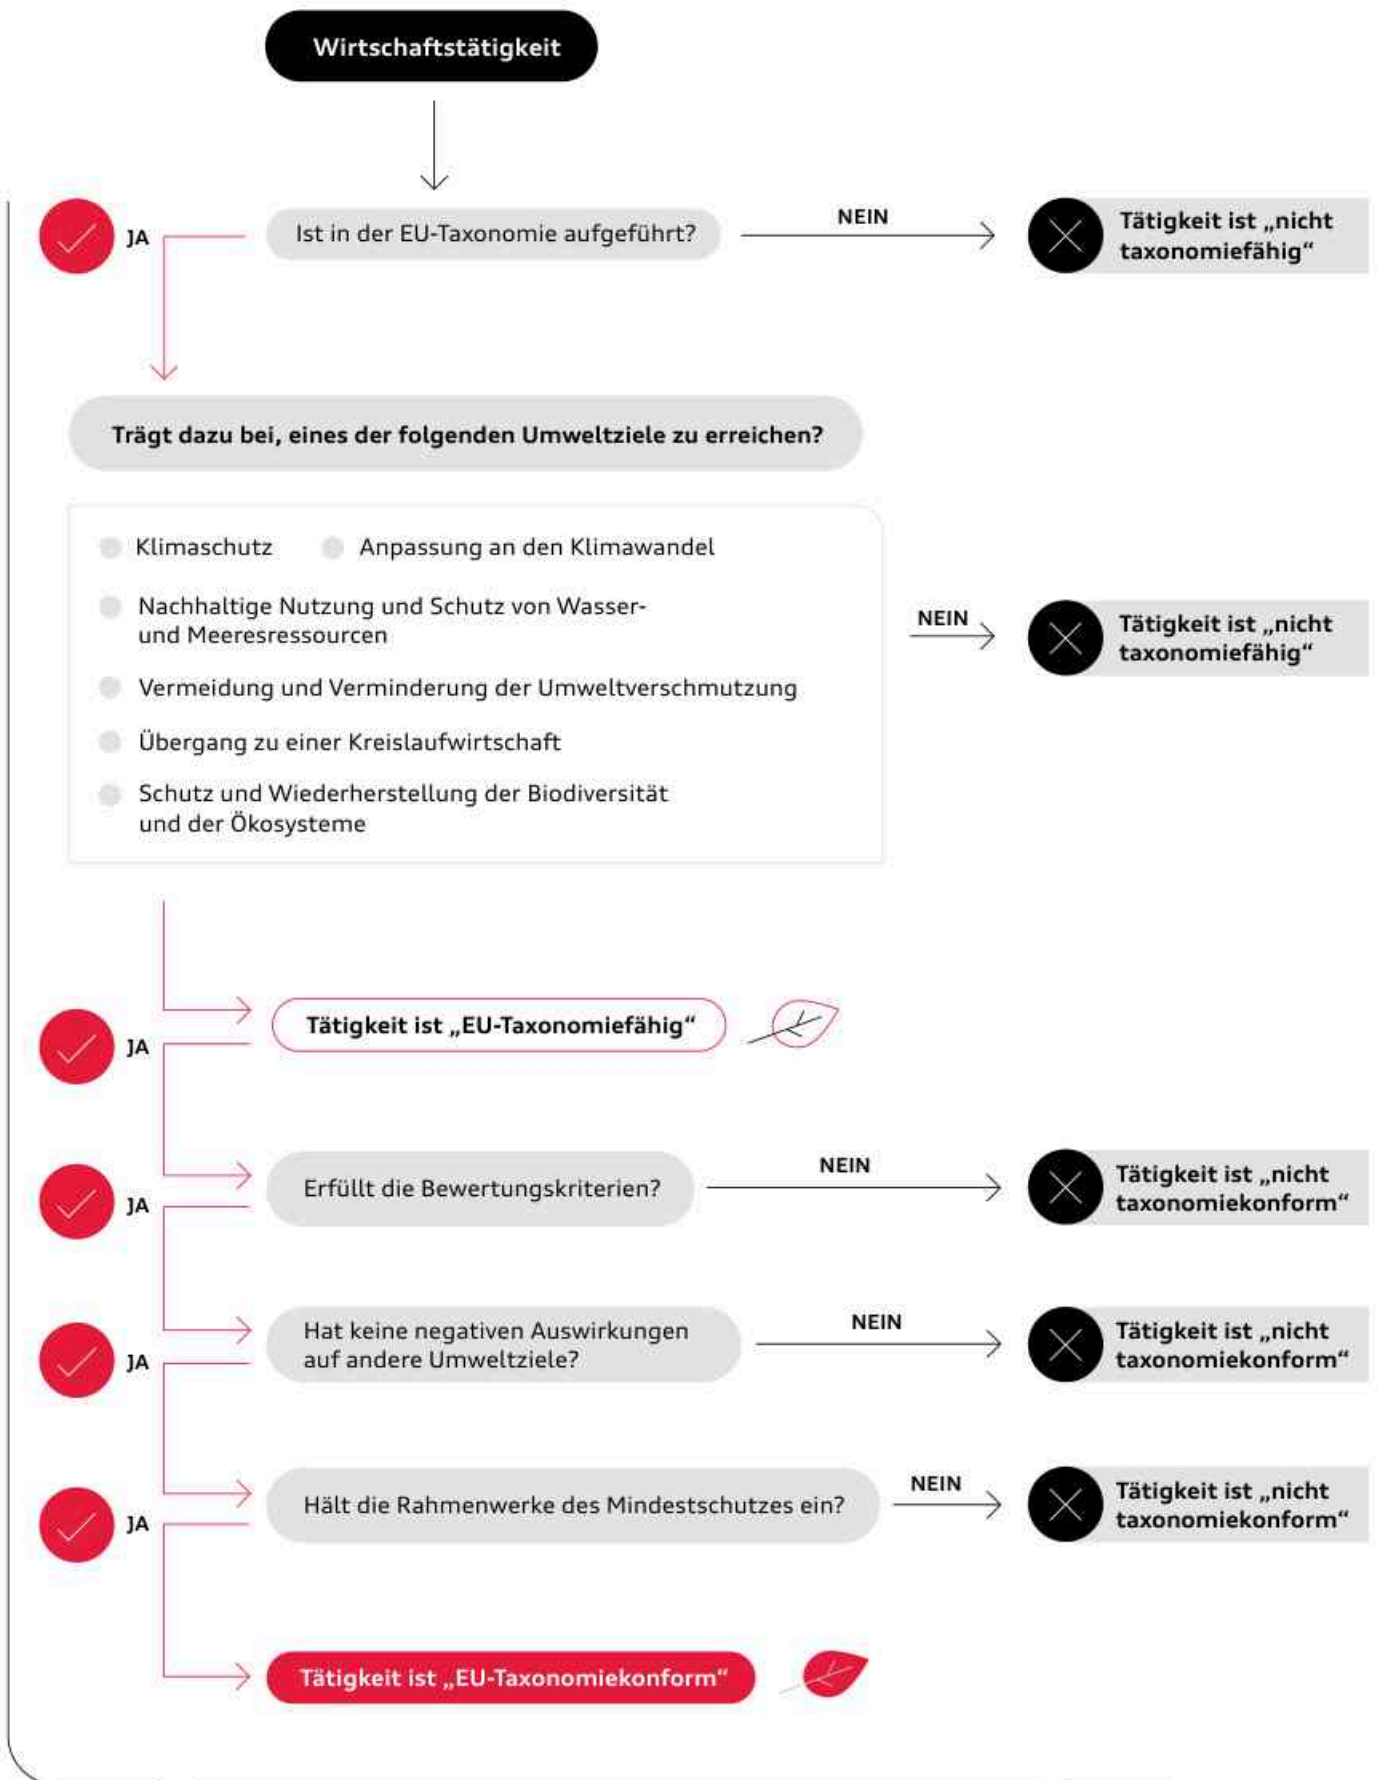 Wirtschaftstätigkeit
JA
Ist in der EU-Taxonomie aufgeführt?
NEIN
Tätigkeit ist „nicht
taxonomiefähig“
Trägt dazu bei, eines der folgenden Umweltziele zu erreichen?
Klimaschutz
Anpassung an den Klimawandel
Nachhaltige Nutzung und Schutz von Wasser-
und Meeresressourcen
Vermeidung und Verminderung der Umweltverschmutzung
Übergang zu einer Kreislaufwirtschaft
Schutz und Wiederherstellung der Biodiversität
und der Ökosysteme
NEIN
Tätigkeit ist „nicht
taxonomiefähig“
JA
Tätigkeit ist „EU-Taxonomiefähig“
JA
Erfüllt die Bewertungskriterien?
NEIN
Tätigkeit ist „nicht
taxonomiekonform“
JA
Hat keine negativen Auswirkungen
auf andere Umweltziele?
NEIN
Tätigkeit ist „nicht
taxonomiekonform“
JA
Hält die Rahmenwerke des Mindestschutzes ein?
NEIN
Tätigkeit ist „nicht
taxonomiekonform“
Tätigkeit ist „EU-Taxonomiekonform“